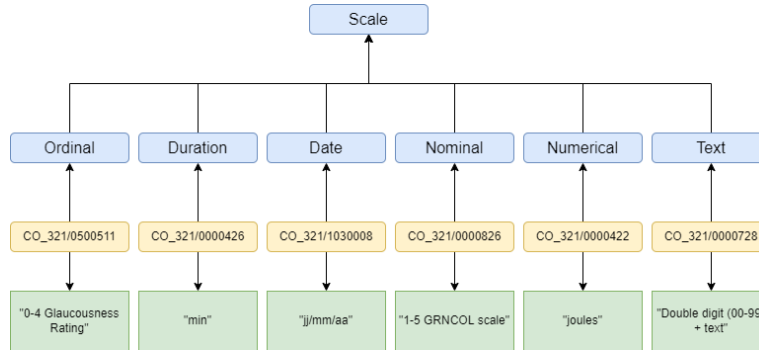 Scale
Ordinal Duration Date Nominal Numerical Text
CO_321/0500511 CO_321/0000426 CO_321/1030008 CO_321/0000826 CO_321/0000422 CO_321/0000728
"0-4 Glaucousness
Rating"
"min"
"jj/mm/aa"
"1-5 GRNCOL scale"
"joules"
"Double digit (00-99
+ text"